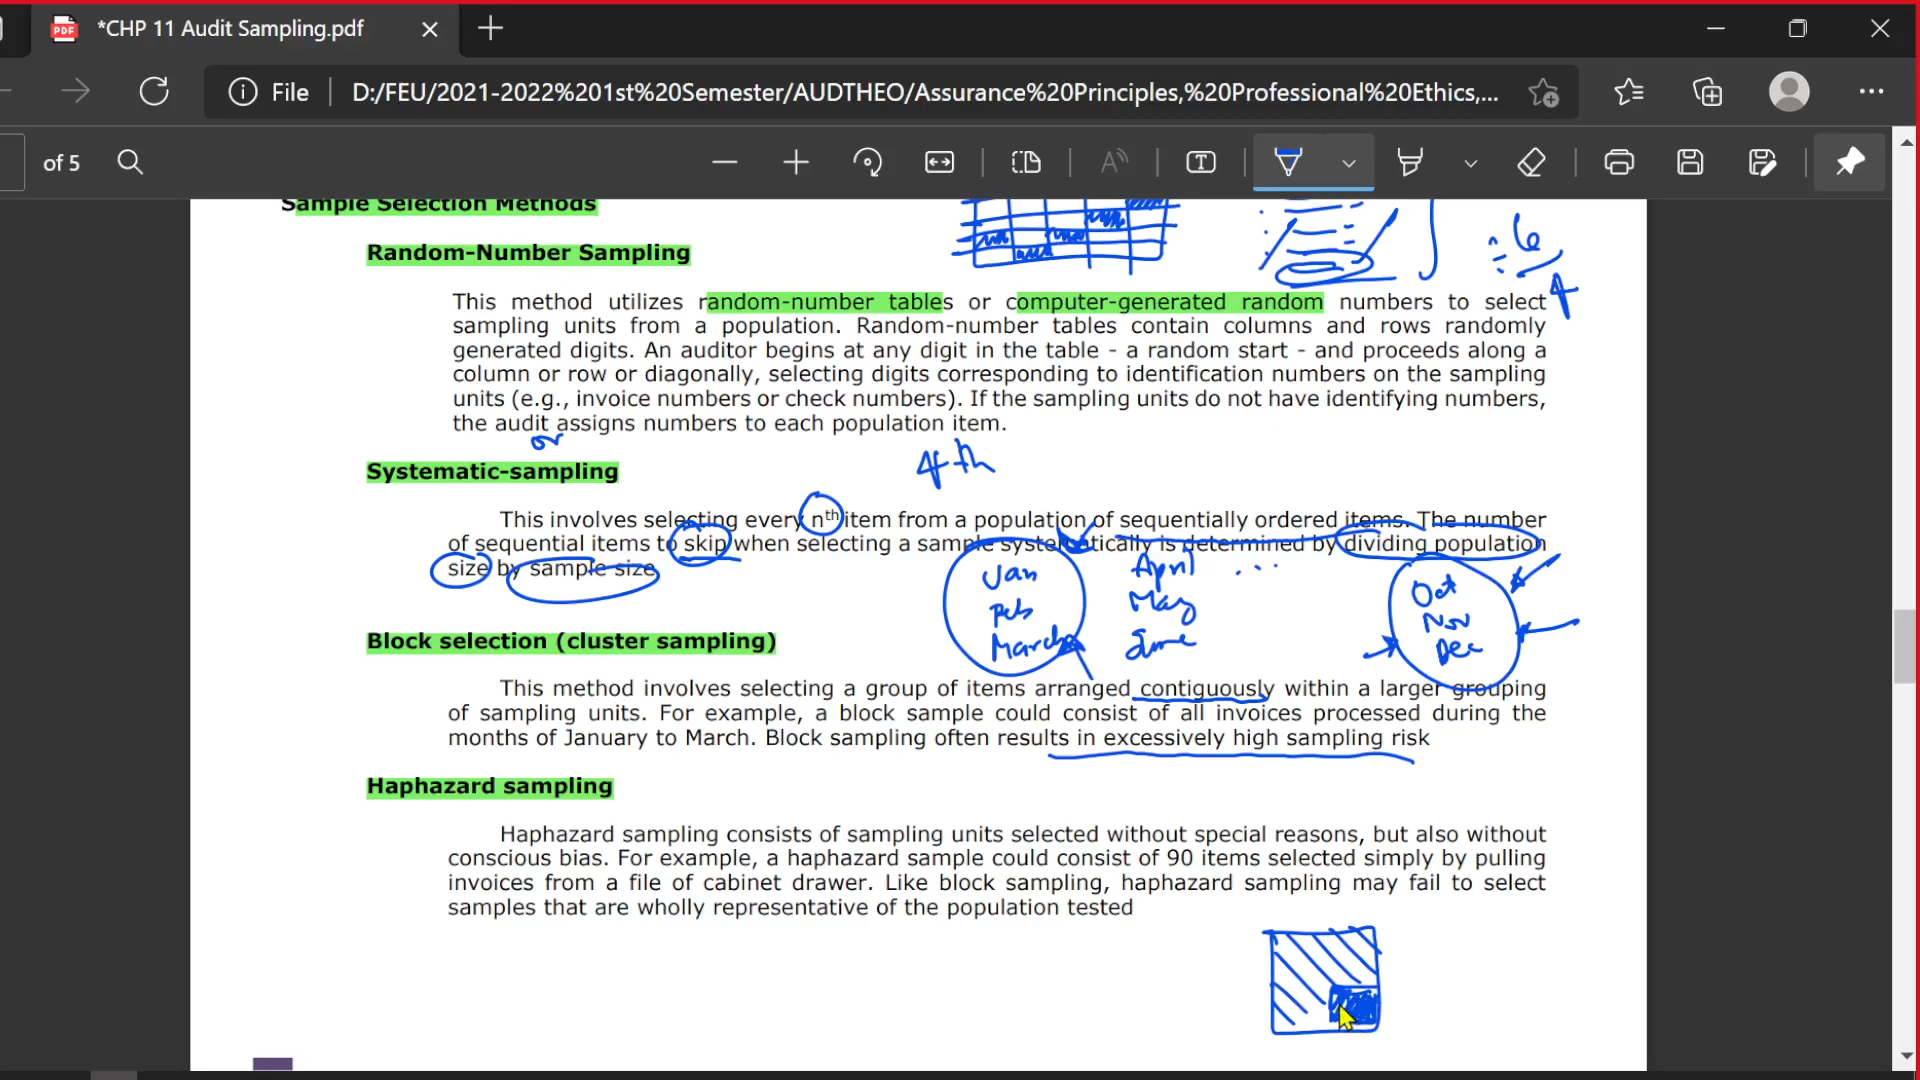 *CHP 11 Audit Sampling.pdf
File
D:/FEU/2021-2022%201st%20Semester/AUDTHEO/Assurance%20Principles,%20Professional%20Ethics,...
of 5
Sample Selection Methods
Random-Number Sampling
6
4
This method utilizes random-number tables or computer-generated random numbers to select
sampling units from a population. Random-number tables contain columns and rows randomly
generated digits. An auditor begins at any digit in the table - a random start - and proceeds along a
column or row or diagonally, selecting digits corresponding to identification numbers on the sampling
units (e.g., invoice numbers or check numbers). If the sampling units do not have identifying numbers,
the audit assigns numbers to each population item.
or
4th
Systematic-sampling
This involves selecting every nth item from a population of sequentially ordered items. The number
of sequential items to skip when selecting a sample systematically is determined by dividing population
size by sample size
Jan April ... Oct
Feb May Nov
March June Dec
Block selection (cluster sampling)
This method involves selecting a group of items arranged contiguously within a larger grouping
of sampling units. For example, a block sample could consist of all invoices processed during the
months of January to March. Block sampling often results in excessively high sampling risk
Haphazard sampling
Haphazard sampling consists of sampling units selected without special reasons, but also without
conscious bias. For example, a haphazard sample could consist of 90 items selected simply by pulling
invoices from a file of cabinet drawer. Like block sampling, haphazard sampling may fail to select
samples that are wholly representative of the population tested